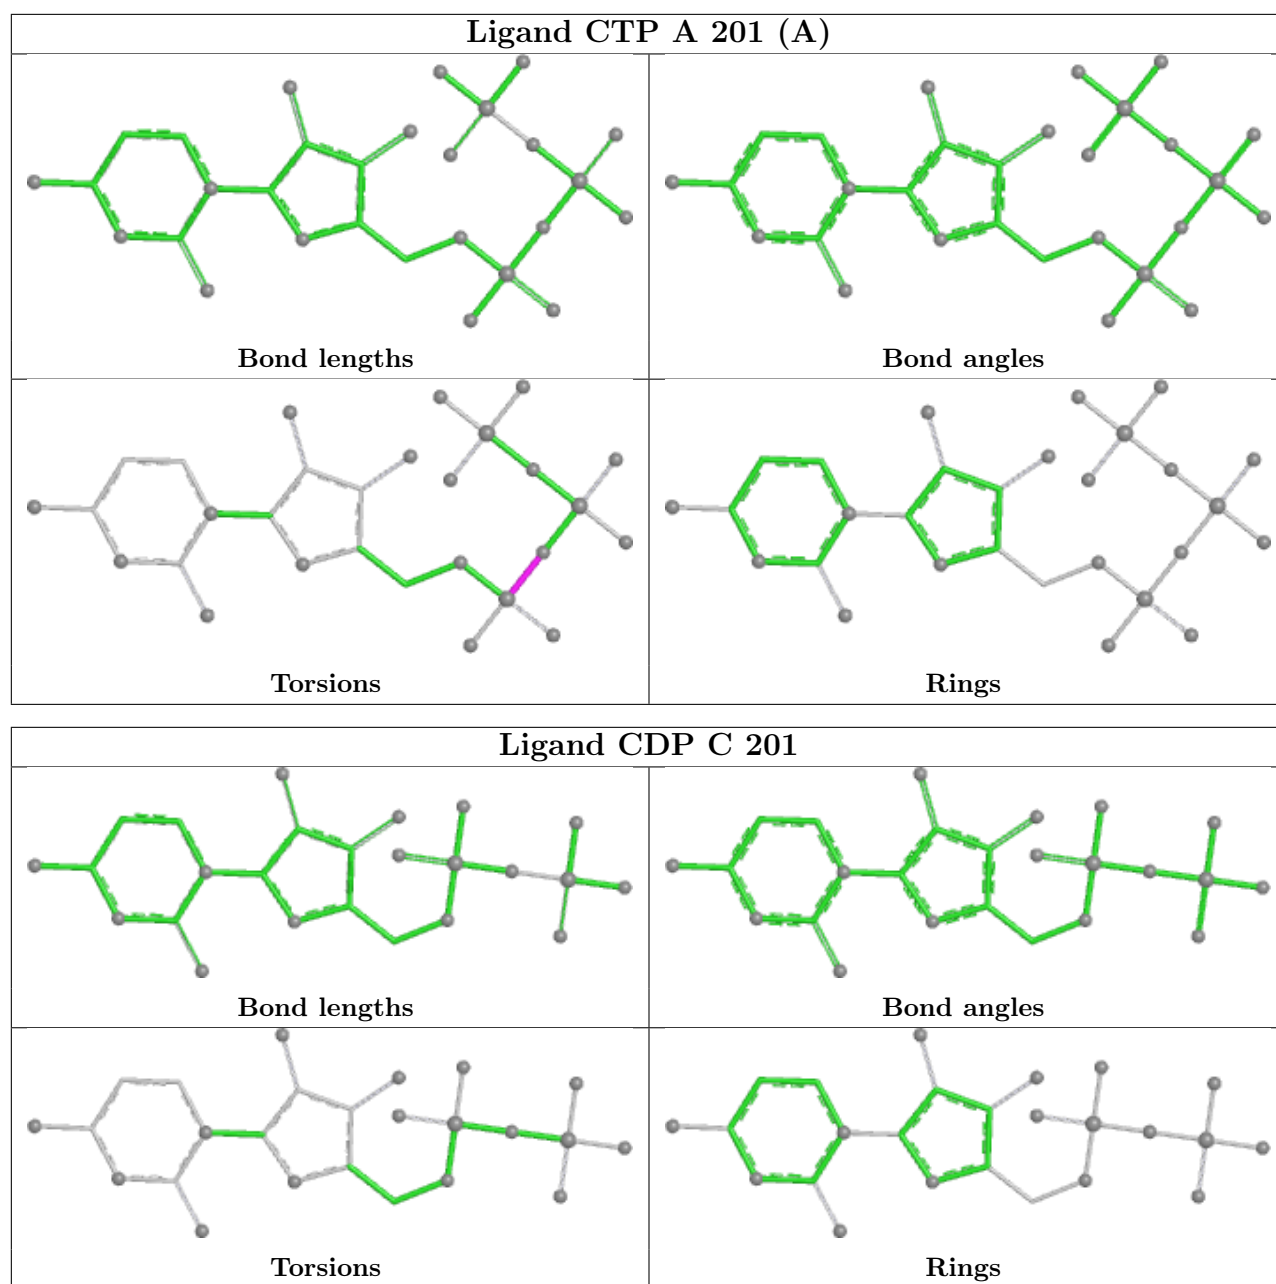 Ligand CTP A 201 (A)
Bond lengths
Bond angles
Torsions
Rings
Ligand CDP C 201
Bond lengths
Bond angles
Torsions
Rings